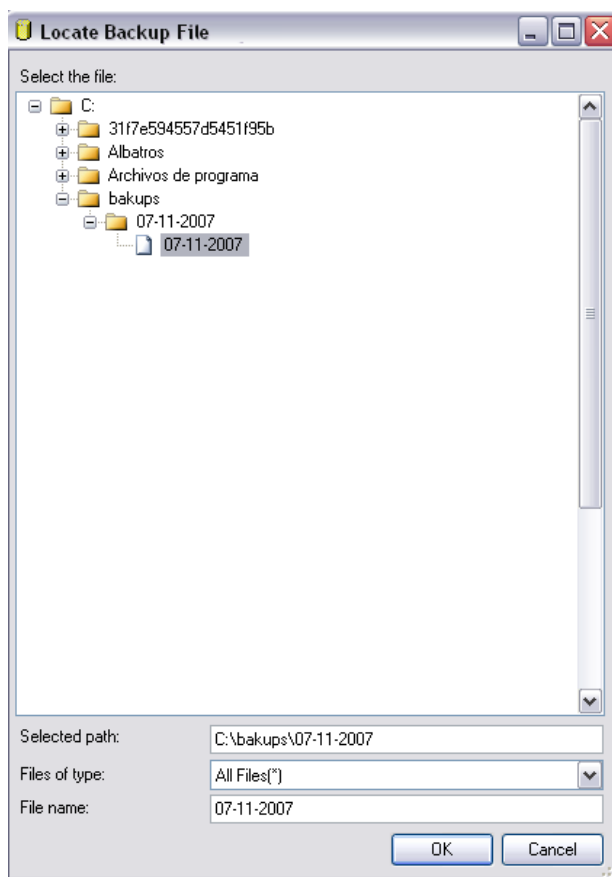 Locate Backup File
Select the file:
C:
31f7e594557d5451f95b
Albatros
Archivos de programa
bakups
07-11-2007
07-11-2007
Selected path: C:\bakups\07-11-2007
Files of type: All Files(*)
File name: 07-11-2007
OK Cancel